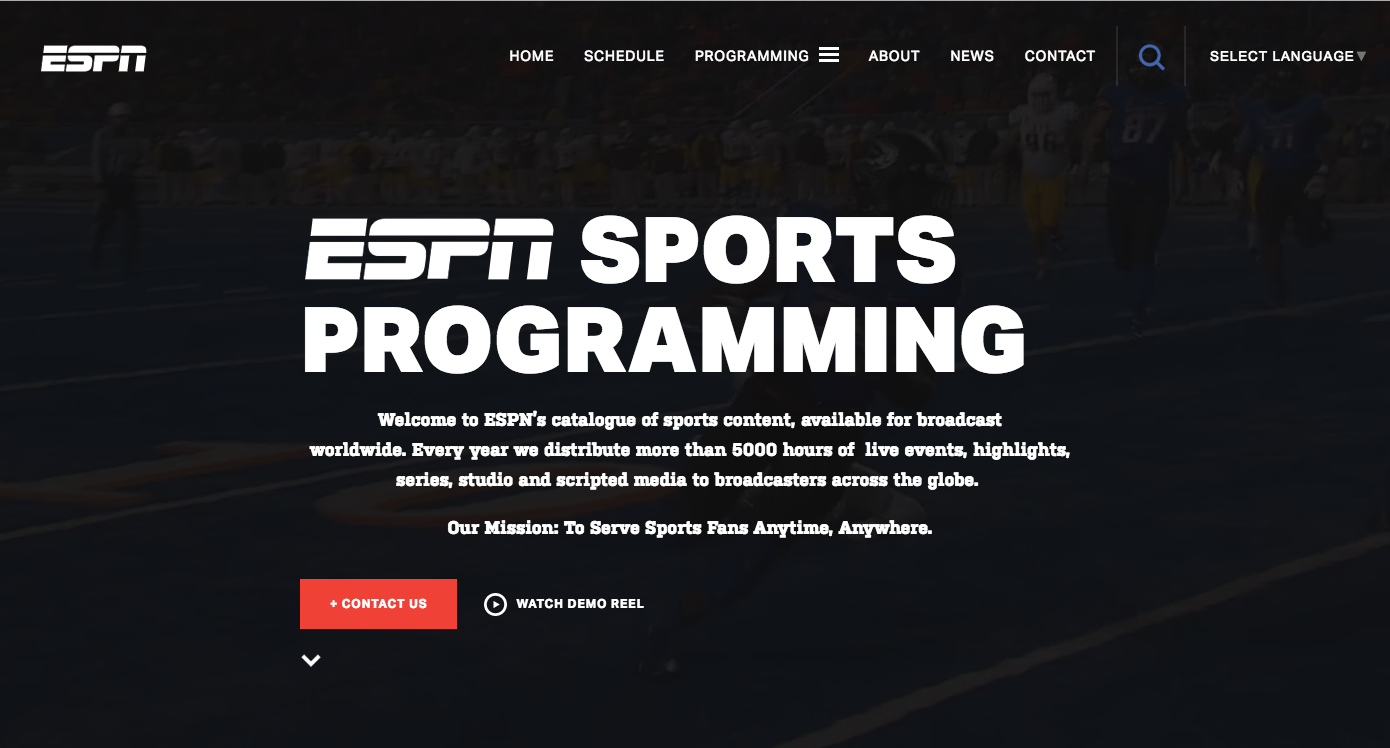 ESPN HOME SCHEDULE PROGRAMMING ABOUT NEWS CONTACT SELECT LANGUAGE▼
96 87 71
ESPN SPORTS
PROGRAMMING
Welcome to ESPN's catalogue of sports content, available for broadcast
worldwide. Every year we distribute more than 5000 hours of live events, highlights,
series, studio and scripted media to broadcasters across the globe.
Our Mission: To Serve Sports Fans Anytime, Anywhere.
+ CONTACT US WATCH DEMO REEL